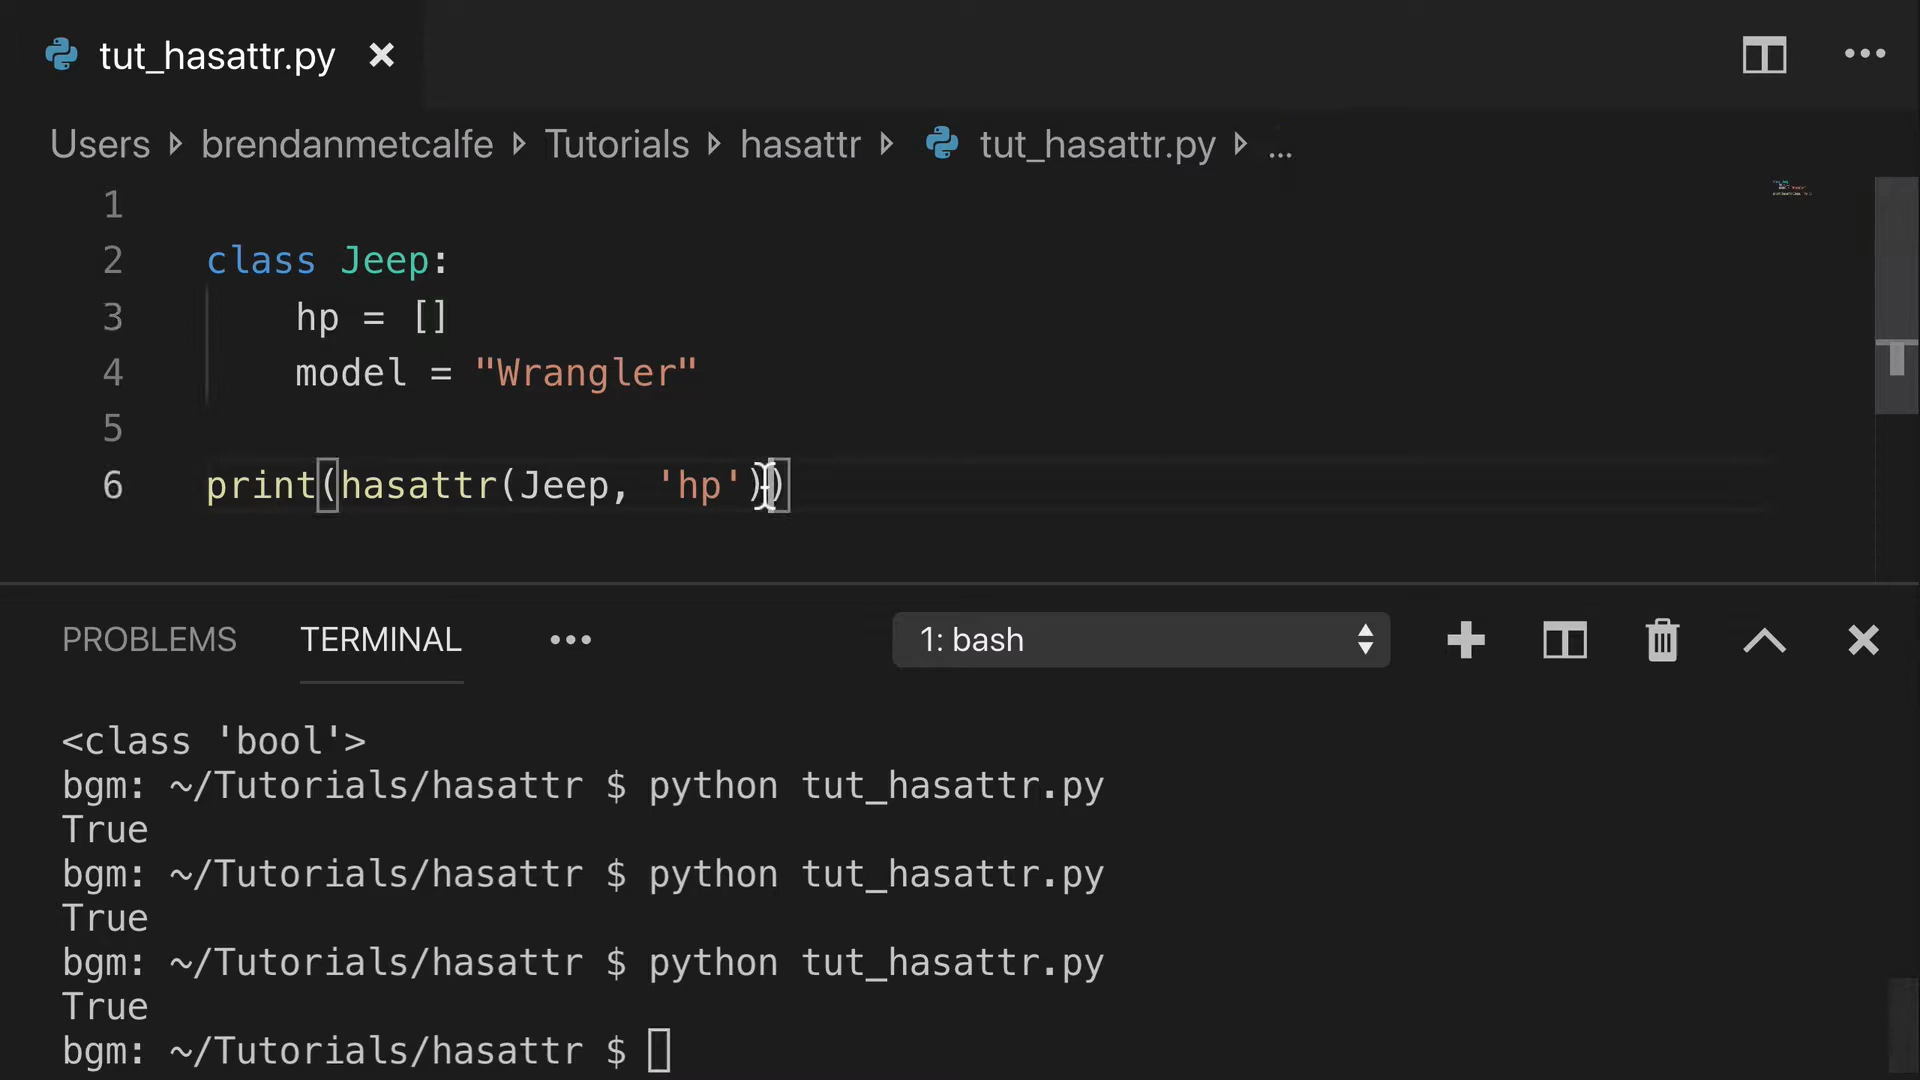 tut_hasattr.py
Users brendanmetcalfe Tutorials hasattr tut_hasattr.py ...
1
2 class Jeep:
3 hp = []
4 model = "Wrangler"
5
6 print(hasattr(Jeep, 'hp'))
PROBLEMS TERMINAL 1: bash
<class 'bool'>
bgm: ~/Tutorials/hasattr $ python tut_hasattr.py
True
bgm: ~/Tutorials/hasattr $ python tut_hasattr.py
True
bgm: ~/Tutorials/hasattr $ python tut_hasattr.py
True
bgm: ~/Tutorials/hasattr $